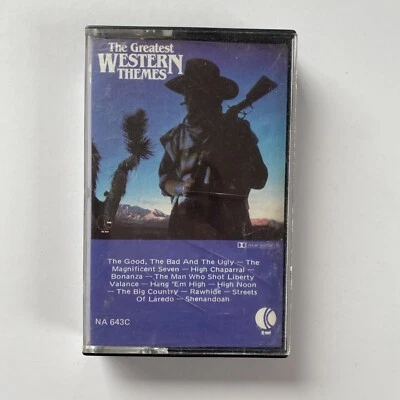 The Greatest
WESTERN
THEMES
The Good, The Bad And The Ugly — The
Magnificent Seven — High Chaparral —
Bonanza — The Man Who Shot Liberty
Valance — Hang 'Em High — High Noon
— The Big Country — Rawhide — Streets
Of Laredo — Shenandoah
NA 643C
K